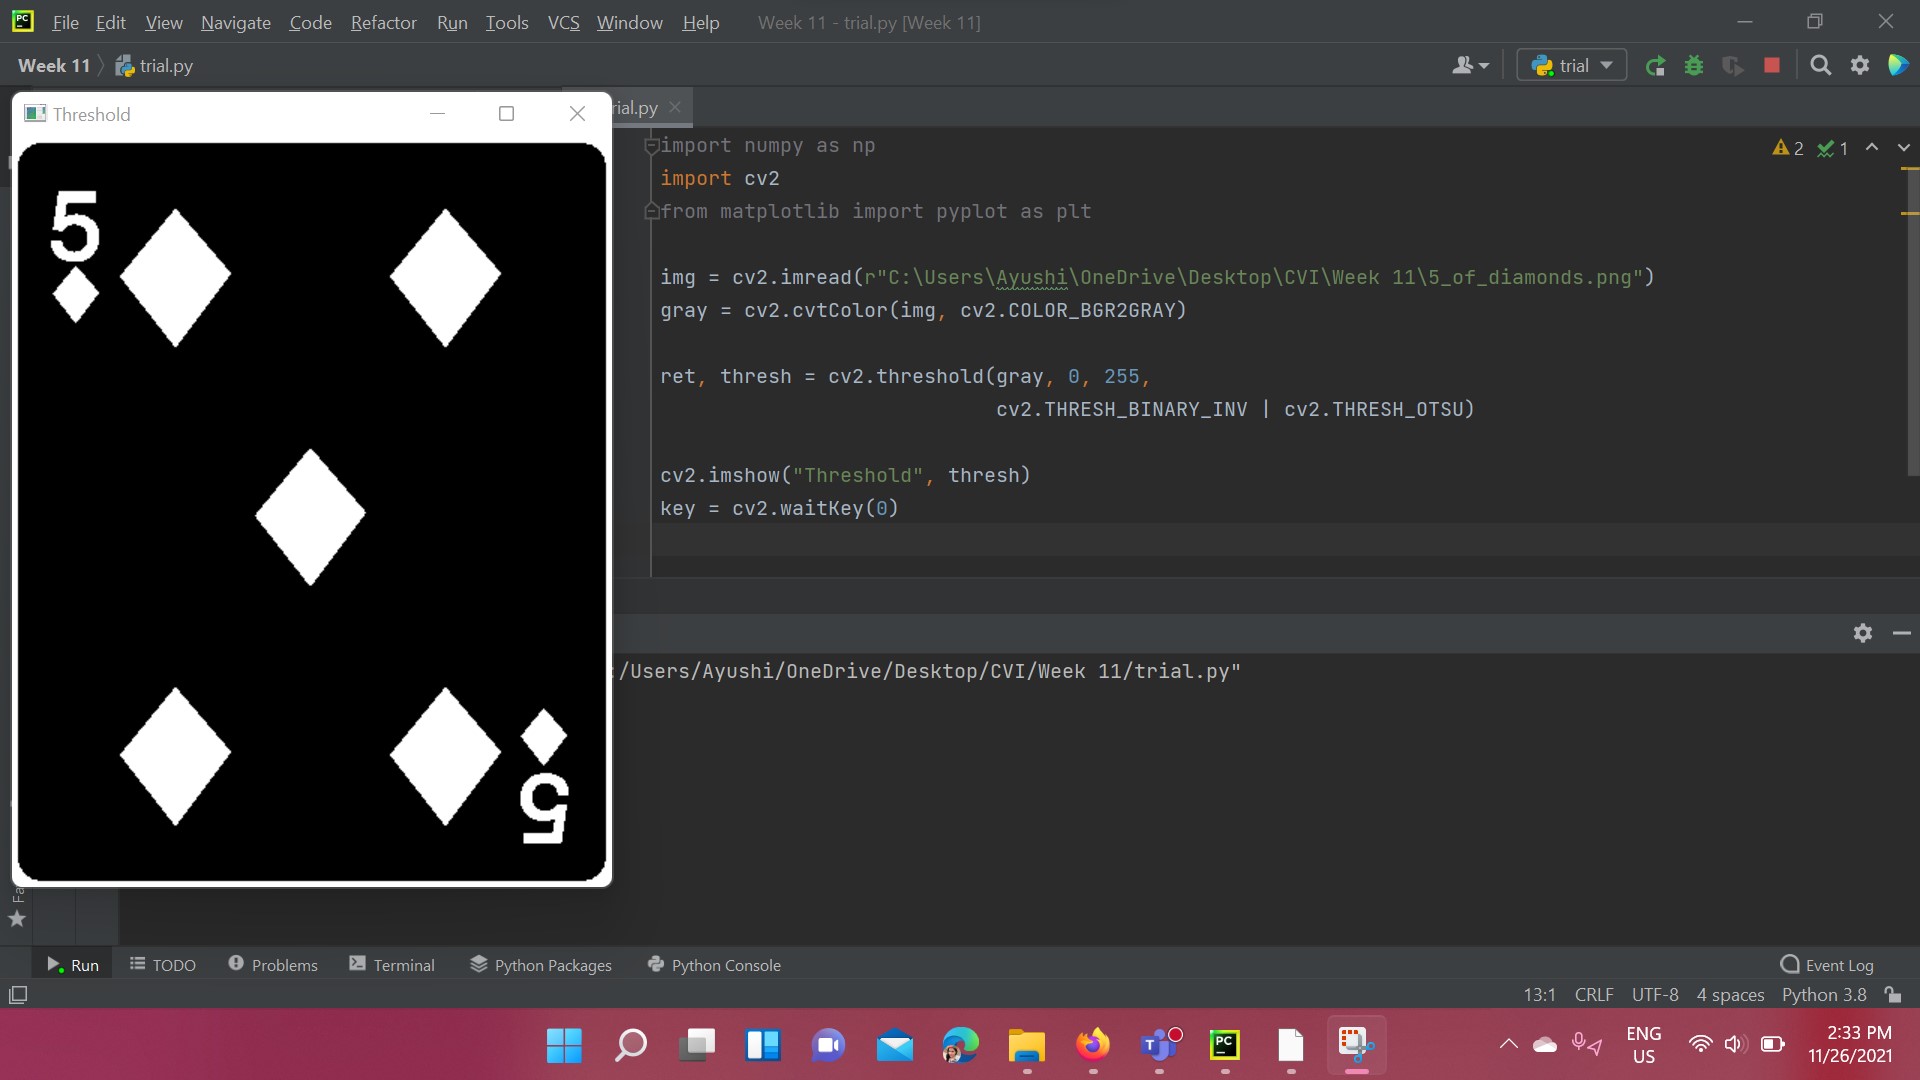 File Edit View Navigate Code Refactor Run Tools VCS Window Help Week 11 - trial.py [Week 11]
Week 11 trial.py trial
Threshold
rial.py
5
5
import numpy as np
import cv2
from matplotlib import pyplot as plt
img = cv2.imread(r"C:\Users\Ayushi\OneDrive\Desktop\CVI\Week 11\5_of_diamonds.png")
gray = cv2.cvtColor(img, cv2.COLOR_BGR2GRAY)
ret, thresh = cv2.threshold(gray, 0, 255,
cv2.THRESH_BINARY_INV | cv2.THRESH_OTSU)
cv2.imshow("Threshold", thresh)
key = cv2.waitKey(0)
2 1
:/Users/Ayushi/OneDrive/Desktop/CVI/Week 11/trial.py"
Fa
Run TODO Problems Terminal Python Packages Python Console Event Log
13:1 CRLF UTF-8 4 spaces Python 3.8
ENG
US
2:33 PM
11/26/2021